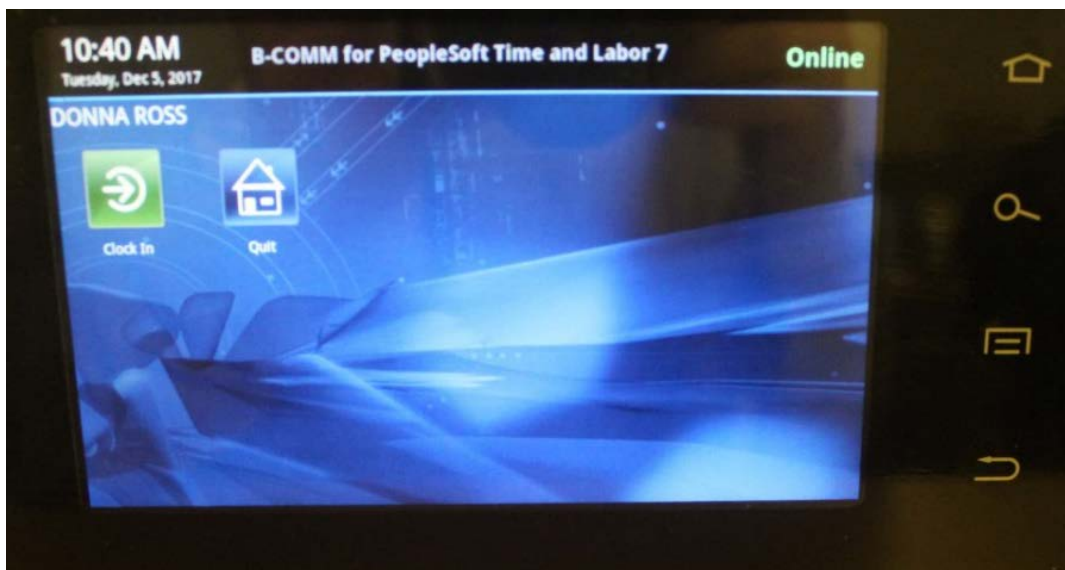 10:40 AM
B-COMM for PeopleSoft Time and Labor 7
Online
Tuesday, Dec 5, 2017
DONNA ROSS
Clock In
Quit